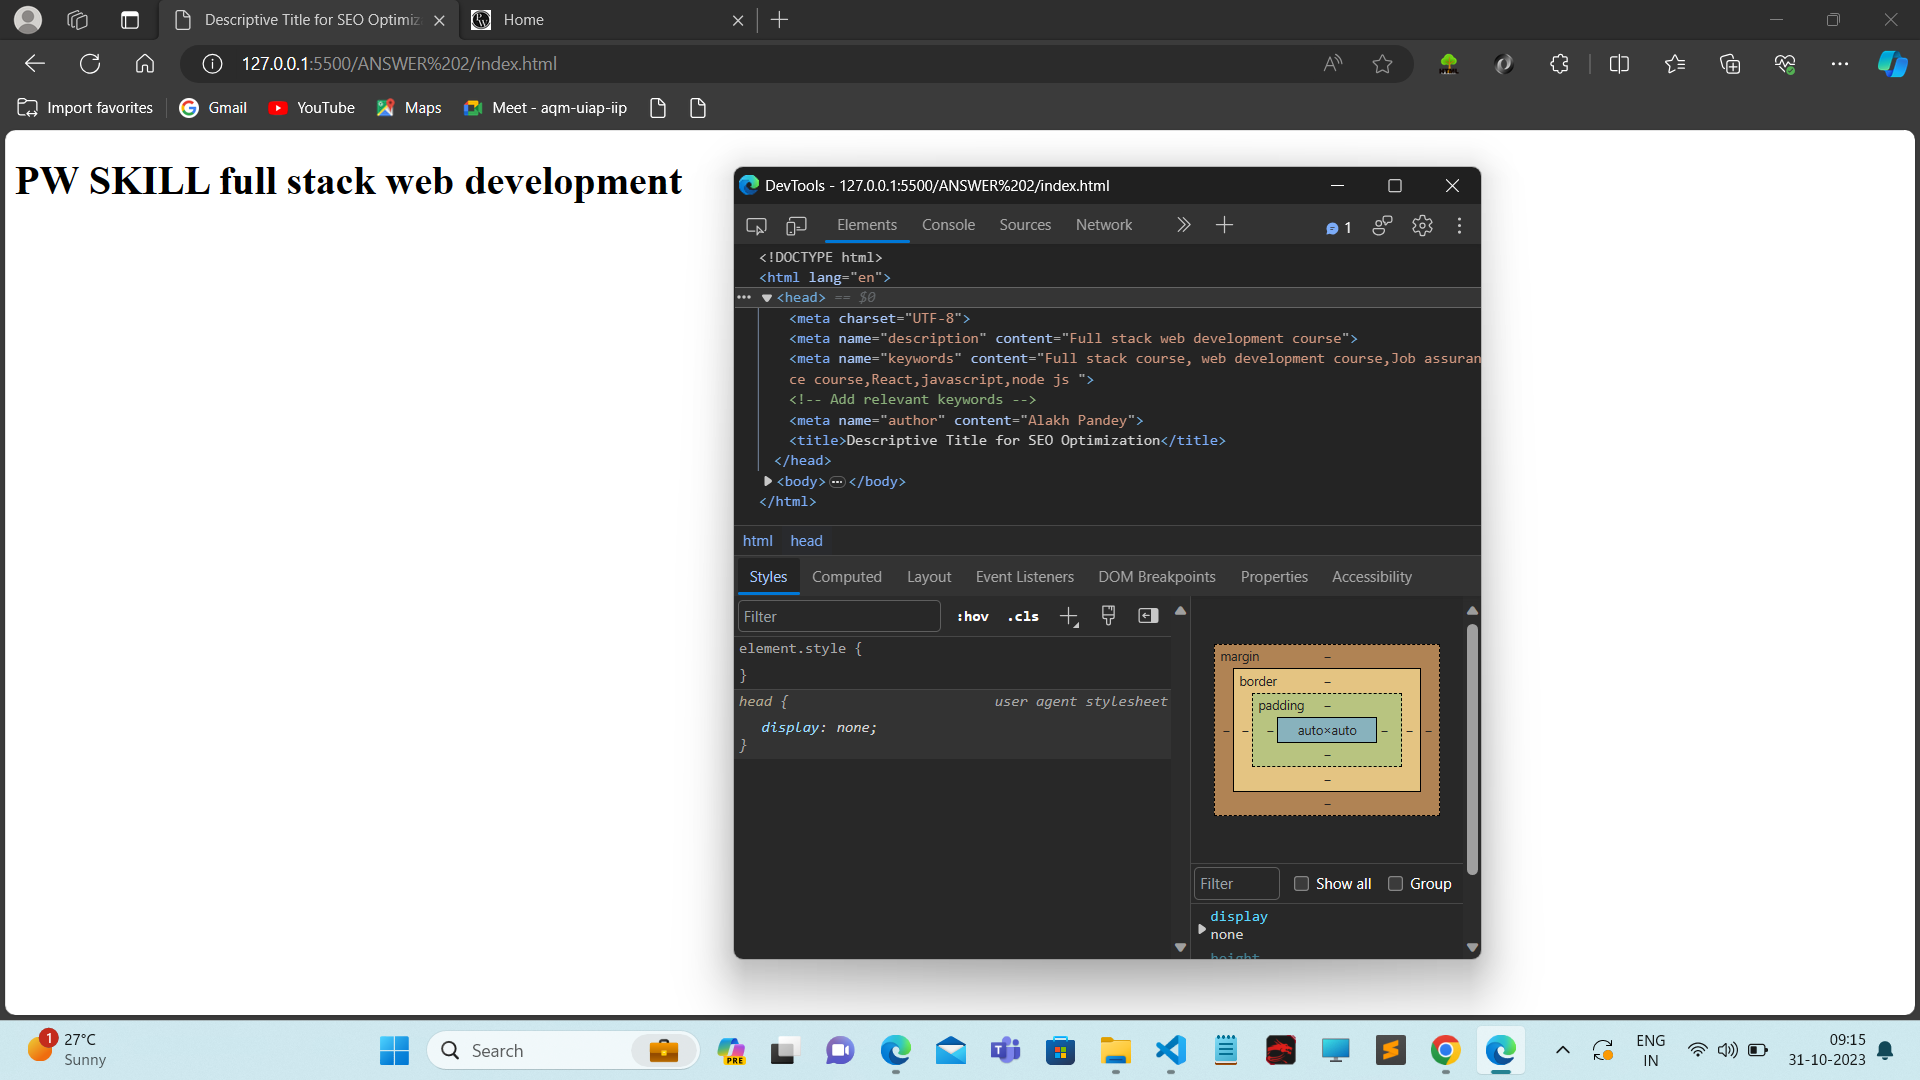 Descriptive Title for SEO Optimiz
Home
127.0.0.1:5500/ANSWER%202/index.html
Import favorites
Gmail
YouTube
Maps
Meet - aqm-uiap-iip
PW SKILL full stack web development
DevTools - 127.0.0.1:5500/ANSWER%202/index.html
Elements
Console
Sources
Network
1
<!DOCTYPE html>
<html lang="en">
<head> == $0
<meta charset="UTF-8">
<meta name="description" content="Full stack web development course">
<meta name="keywords" content="Full stack course, web development course,Job assuran
ce course,React,javascript,node js ">
<!-- Add relevant keywords -->
<meta name="author" content="Alakh Pandey">
<title>Descriptive Title for SEO Optimization</title>
</head>
<body> ••• </body>
</html>
html head
Styles
Computed
Layout
Event Listeners
DOM Breakpoints
Properties
Accessibility
Filter
:hov .cls
element.style {
}
head { user agent stylesheet
display: none;
}
margin –
border –
padding –
– – – auto×auto – – –
–
–
–
Filter
Show all
Group
display
none
height
1
27°C
Sunny
Search
PRE
ENG
IN
09:15
31-10-2023